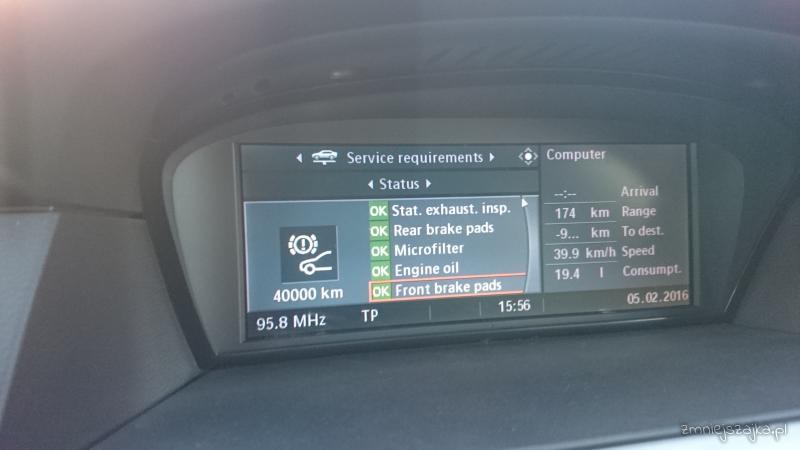 Service requirements
Status
OK Stat. exhaust. insp.
OK Rear brake pads
OK Microfilter
OK Engine oil
OK Front brake pads
40000 km
Computer
--:-- Arrival
174 km Range
-9... km To dest.
39.9 km/h Speed
19.4 l Consumpt.
95.8 MHz TP 15:56 05.02.2016
zmniejszajka.pl